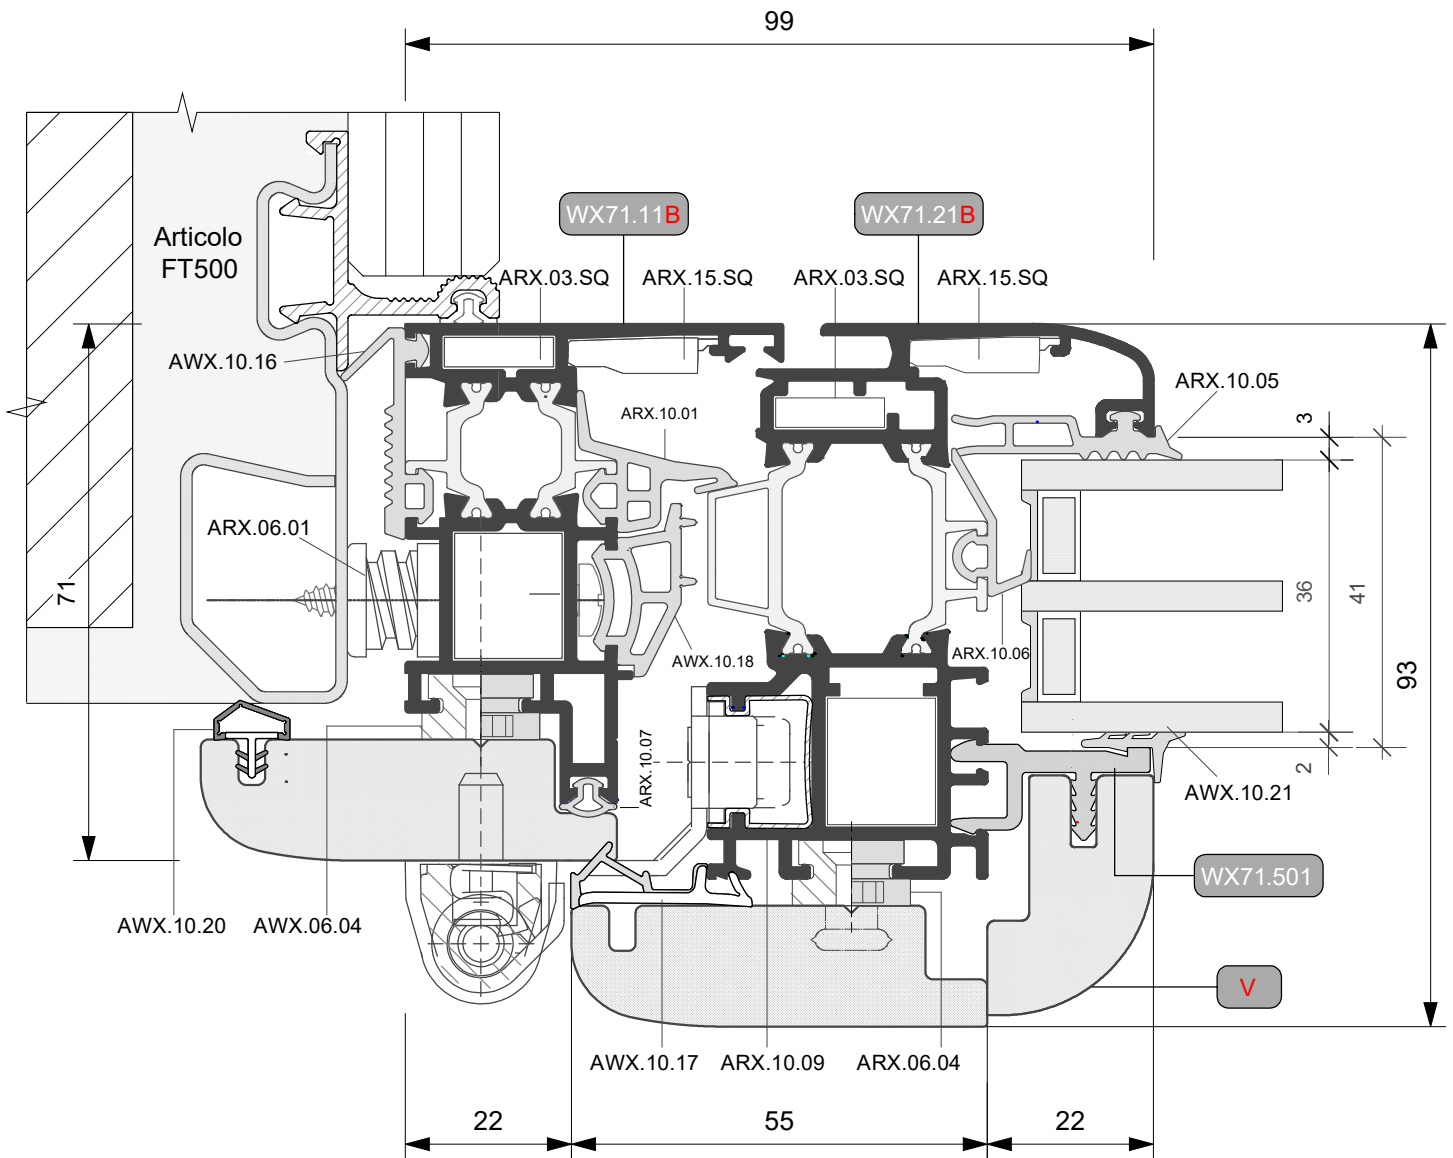 99
WX71.11B
WX71.21B
Articolo
FT500
ARX.03.SQ
ARX.15.SQ
ARX.03.SQ
ARX.15.SQ
AWX.10.16
ARX.10.05
ARX.10.01
3
ARX.06.01
71
36
41
AWX.10.18
ARX.10.06
93
ARX.10.07
2
AWX.10.21
WX71.501
AWX.10.20
AWX.06.04
V
AWX.10.17
ARX.10.09
ARX.06.04
22
55
22